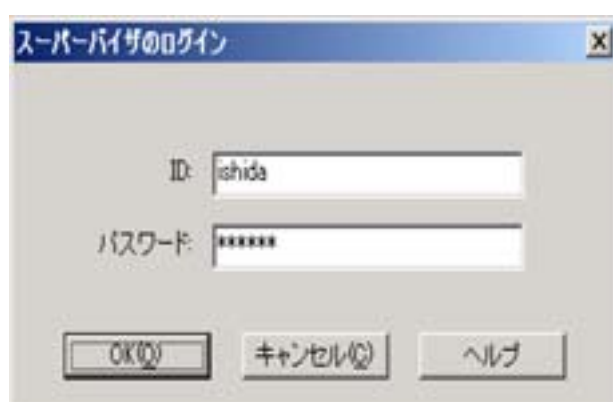 スーパーバイザのログイン
ID: ishida
パスワード: ******
OK(O) キャンセル(C) ヘルプ